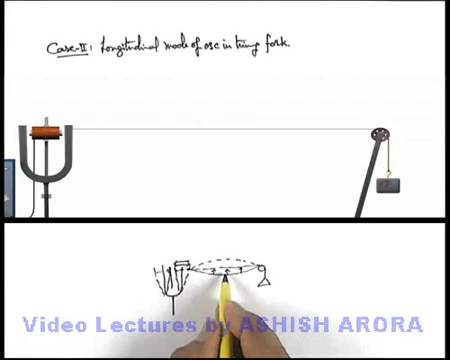 Case-II: Longitudinal mode of osc in tuning fork.
Video Lectures by ASHISH ARORA